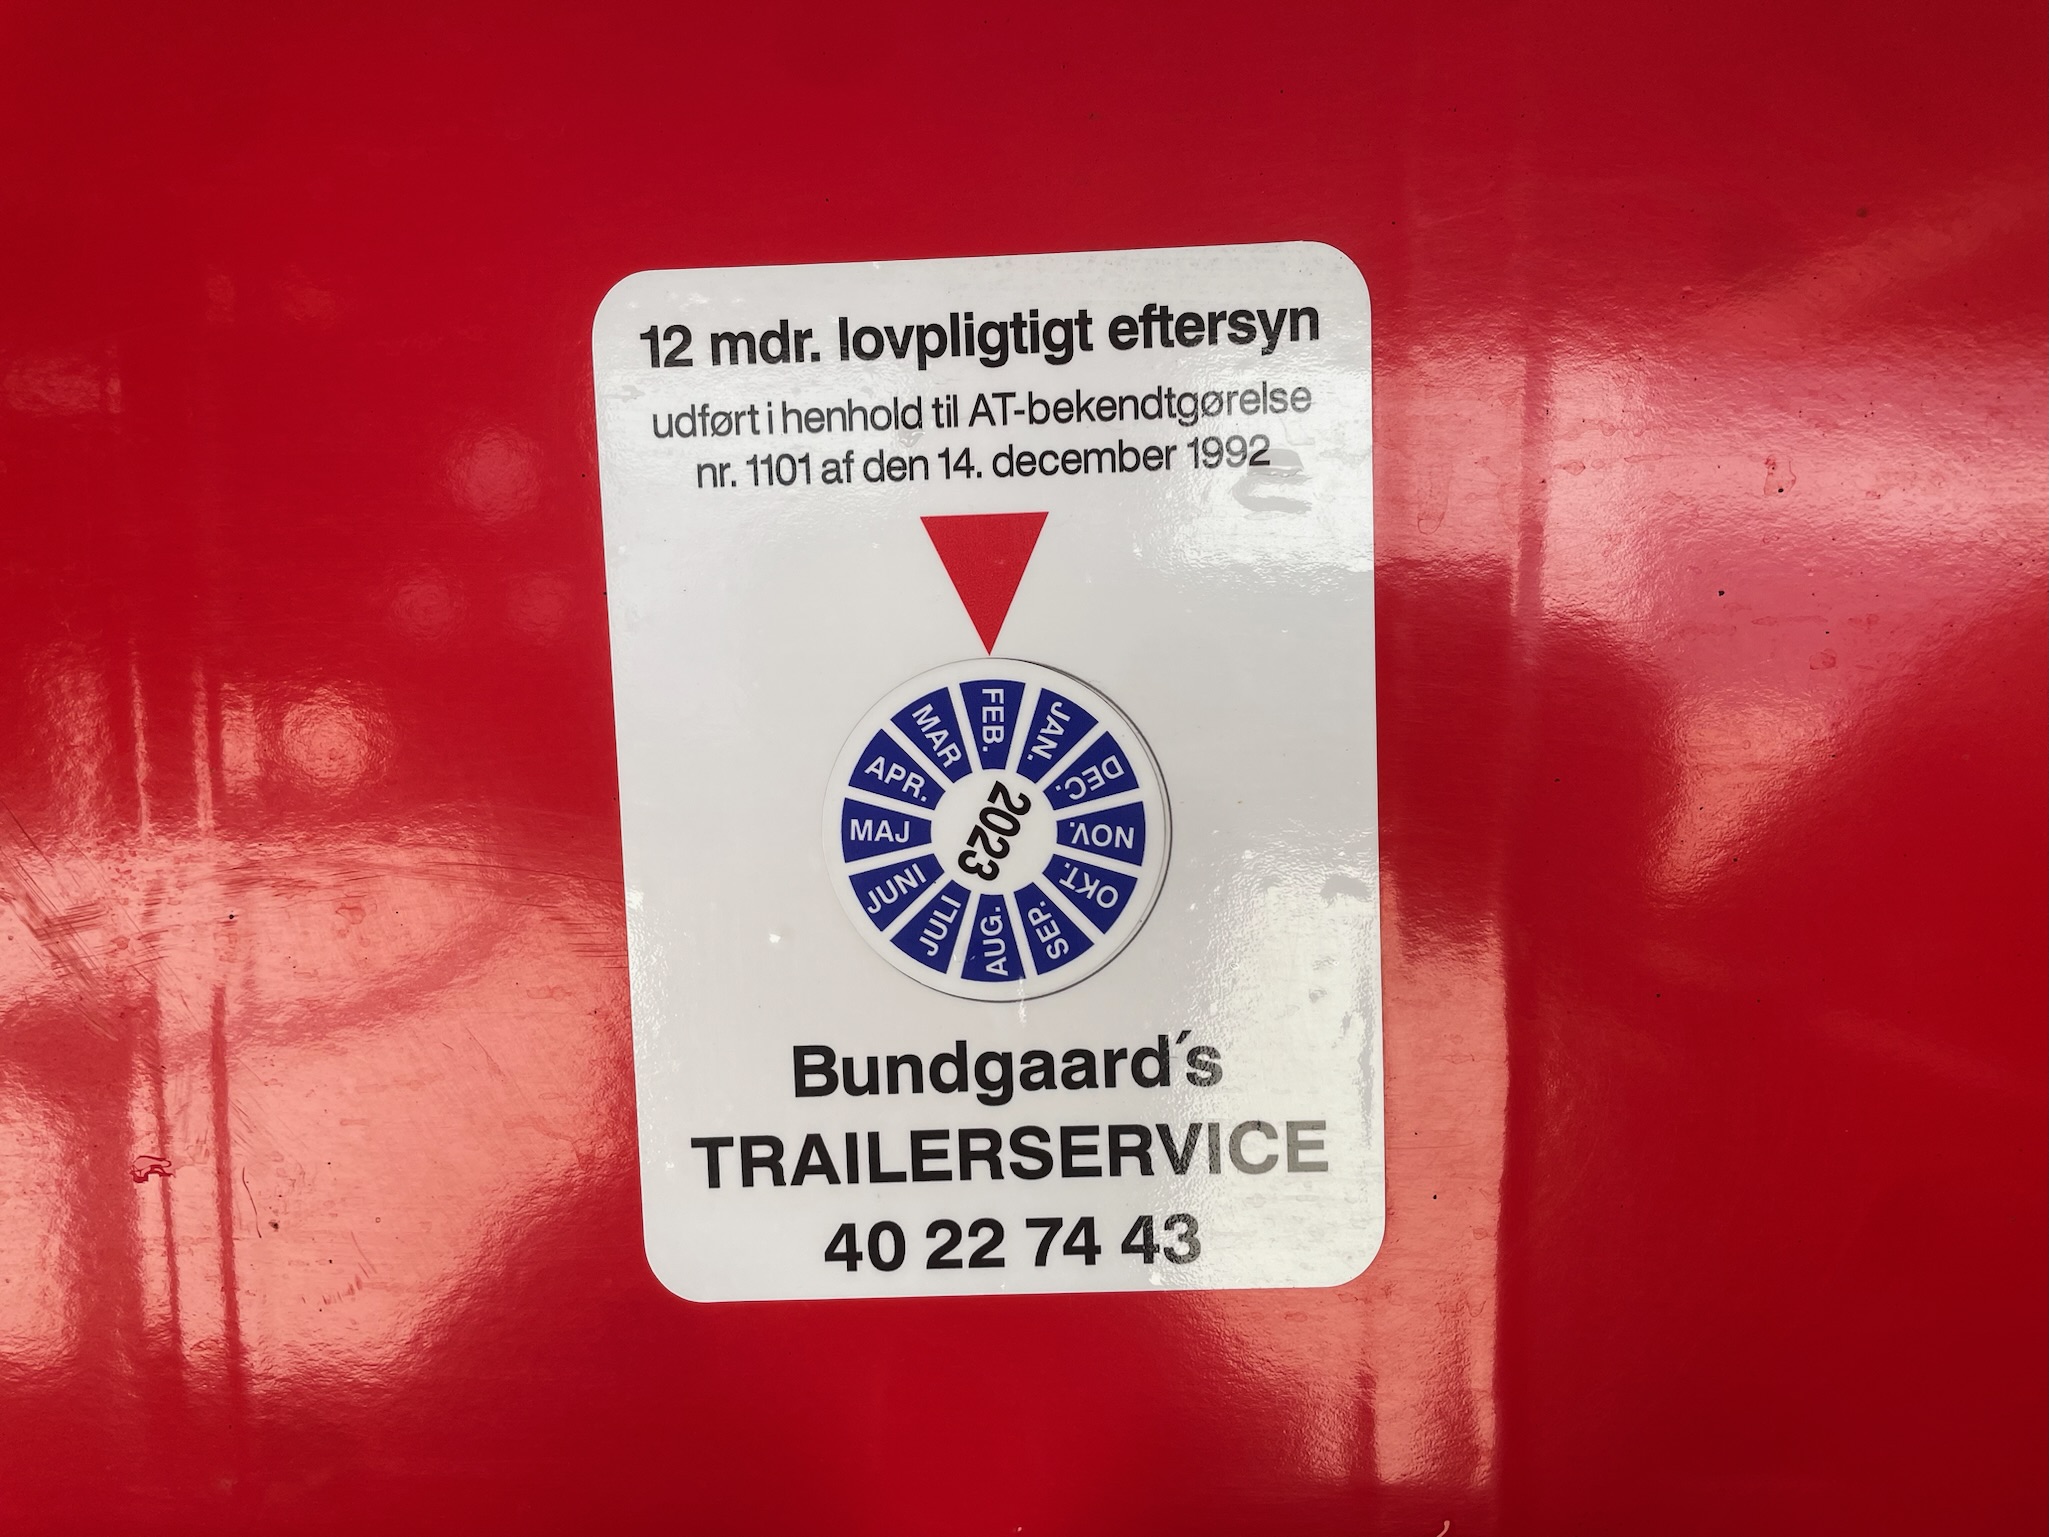 12 mdr. lovpligtigt eftersyn
udført i henhold til AT-bekendtgørelse
nr. 1101 af den 14. december 1992
FEB.
JAN.
DEC.
NOV.
OKT.
SEP.
AUG.
JULI
JUNI
MAJ
APR.
MAR
2023
Bundgaard´s
TRAILERSERVICE
40 22 74 43